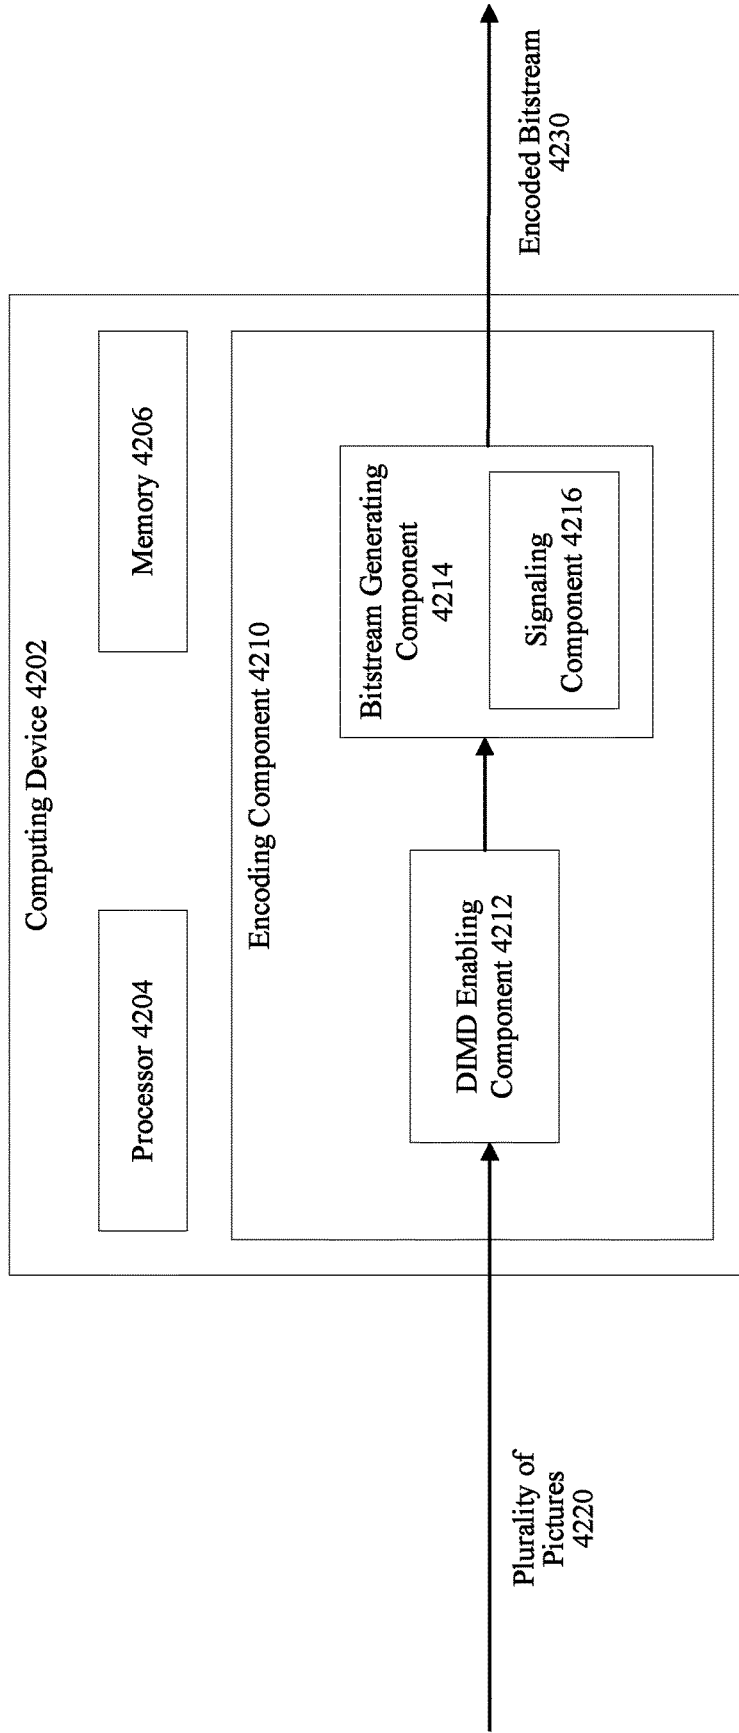 Computing Device 4202
Processor 4204
Memory 4206
Encoding Component 4210
DIMD Enabling
Component 4212
Bitstream Generating
Component
4214
Signaling
Component 4216
Plurality of
Pictures
4220
Encoded Bitstream
4230